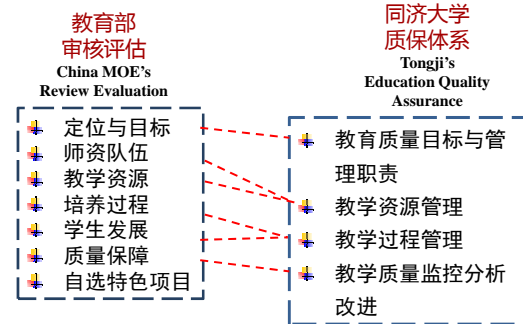 教育部
审核评估
China MOE's
Review Evaluation
定位与目标
师资队伍
教学资源
培养过程
学生发展
质量保障
自选特色项目
同济大学
质保体系
Tongji's
Education Quality
Assurance
教育质量目标与管
理职责
教学资源管理
教学过程管理
教学质量监控分析
改进